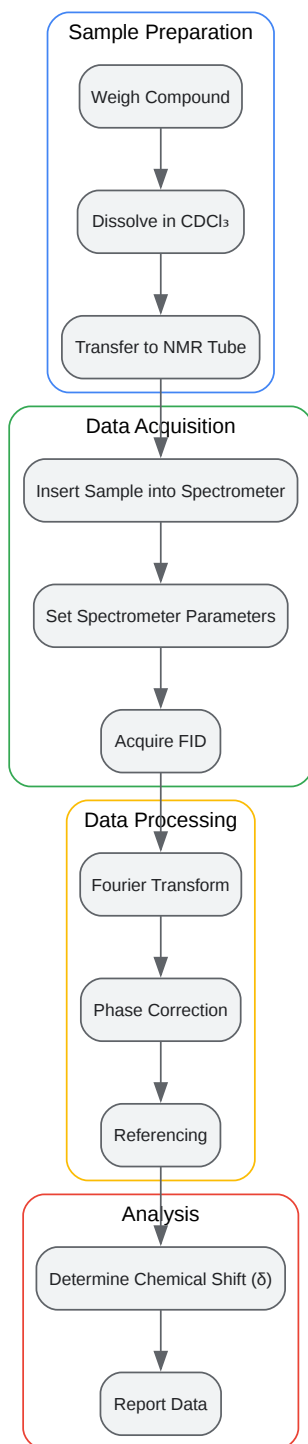 Sample Preparation
Weigh Compound
Dissolve in CDCl₃
Transfer to NMR Tube
Data Acquisition
Insert Sample into Spectrometer
Set Spectrometer Parameters
Acquire FID
Data Processing
Fourier Transform
Phase Correction
Referencing
Analysis
Determine Chemical Shift (δ)
Report Data